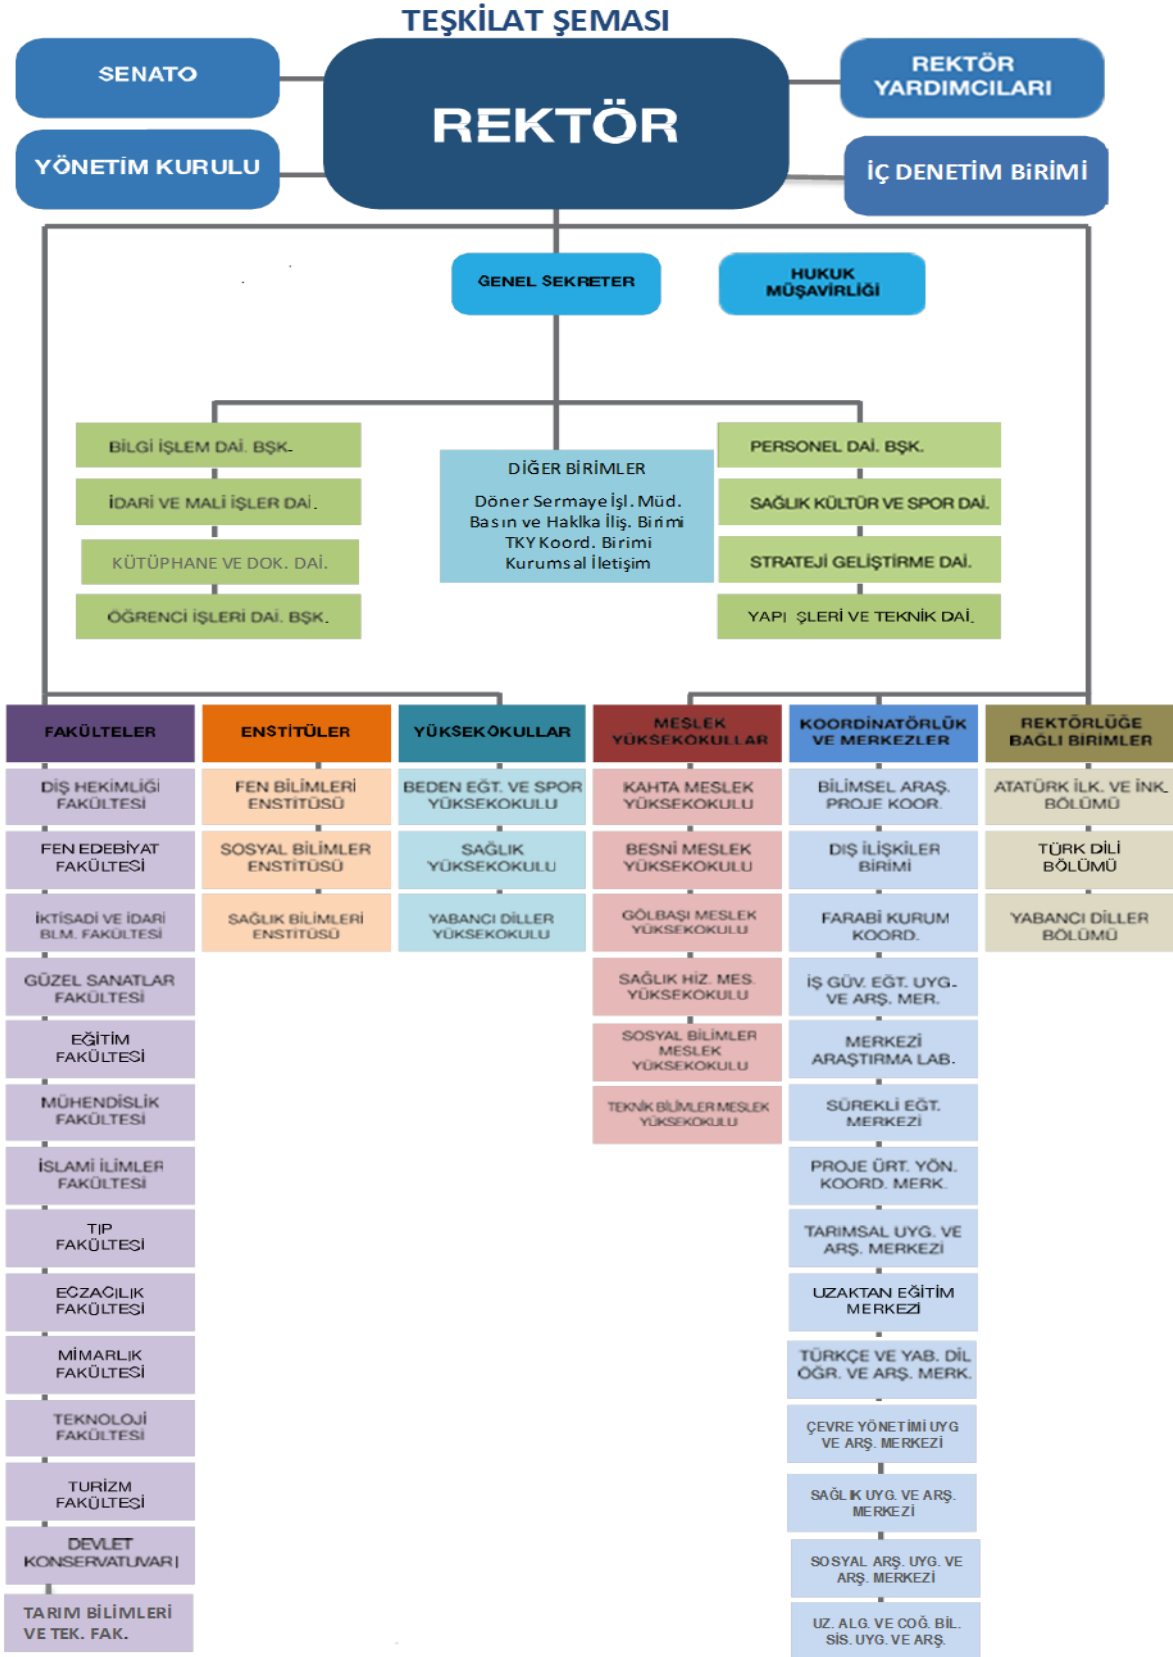 TEŞKİLAT ŞEMASI
SENATO
REKTÖR
REKTÖR
YARDIMCILARI
YÖNETİM KURULU
İÇ DENETİM BİRİMİ
GENEL SEKRETER
HUKUK
MÜŞAVİRLİĞİ
BİLGİ İŞLEM DAİ. BŞK.
İDARİ VE MALİ İŞLER DAİ.
KÜTÜPHANE VE DOK. DAİ.
ÖĞRENCİ İŞLERİ DAİ. BŞK.
DİĞER BİRİMLER
Döner Sermaye İşl. Müd.
Basın ve Haklka İliş. Birimi
TKY Koord. Birimi
Kurumsal İletişim
PERSONEL DAİ. BŞK.
SAĞLIK KÜLTÜR VE SPOR DAİ.
STRATEJİ GELİŞTİRME DAİ.
YAPI ŞLERİ VE TEKNİK DAİ.
FAKÜLTELER
DİŞ HEKİMLİĞİ
FAKÜLTESİ
FEN EDEBİYAT
FAKÜLTESİ
İKTİSADİ VE İDARİ
BLM. FAKÜLTESİ
GÜZEL SANATLAR
FAKÜLTESİ
EĞİTİM
FAKÜLTESİ
MÜHENDİSLİK
FAKÜLTESİ
İSLAMİ İLİMLER
FAKÜLTESİ
TIP
FAKÜLTESİ
ECZACILIK
FAKÜLTESİ
MİMARLIK
FAKÜLTESİ
TEKNOLOJİ
FAKÜLTESİ
TURİZM
FAKÜLTESİ
DEVLET
KONSERVATUVARI
TARIM BİLİMLERİ
VE TEK. FAK.
ENSTİTÜLER
FEN BİLİMLERİ
ENSTİTÜSÜ
SOSYAL BİLİMLER
ENSTİTÜSÜ
SAĞLIK BİLİMLERİ
ENSTİTÜSÜ
YÜKSEKOKULLAR
BEDEN EĞT. VE SPOR
YÜKSEKOKULU
SAĞLIK
YÜKSEKOKULU
YABANCI DİLLER
YÜKSEKOKULU
MESLEK
YÜKSEKOKULLAR
KAHTA MESLEK
YÜKSEKOKULU
BESNİ MESLEK
YÜKSEKOKULU
GÖLBAŞI MESLEK
YÜKSEKOKULU
SAĞLIK HİZ. MES.
YÜKSEKOKULU
SOSYAL BİLİMLER
MESLEK
YÜKSEKOKULU
TEKNİK BİLİMLER MESLEK
YÜKSEKOKULU
KOORDİNATÖRLÜK
VE MERKEZLER
BİLİMSEL ARAŞ.
PROJE KOOR.
DIŞ İLİŞKİLER
BİRİMİ
FARABİ KURUM
KOORD.
İŞ GÜV. EĞT. UYG.
VE ARŞ. MER.
MERKEZİ
ARAŞTIRMA LAB.
SÜREKLİ EĞT.
MERKEZİ
PROJE ÜRT. YÖN.
KOORD. MERK.
TARIMSAL UYG. VE
ARŞ. MERKEZİ
UZAKTAN EĞİTİM
MERKEZİ
TÜRKÇE VE YAB. DİL
ÖĞR. VE ARŞ. MERK.
ÇEVRE YÖNETİMİ UYG
VE ARŞ. MERKEZİ
SAĞLIK UYG. VE ARŞ.
MERKEZİ
SOSYAL ARŞ. UYG. VE
ARŞ. MERKEZİ
UZ. ALG. VE COĞ. BİL.
SİS. UYG. VE ARŞ.
REKTÖRLÜĞE
BAĞLI BİRİMLER
ATATÜRK İLK. VE İNK.
BÖLÜMÜ
TÜRK DİLİ
BÖLÜMÜ
YABANCI DİLLER
BÖLÜMÜ